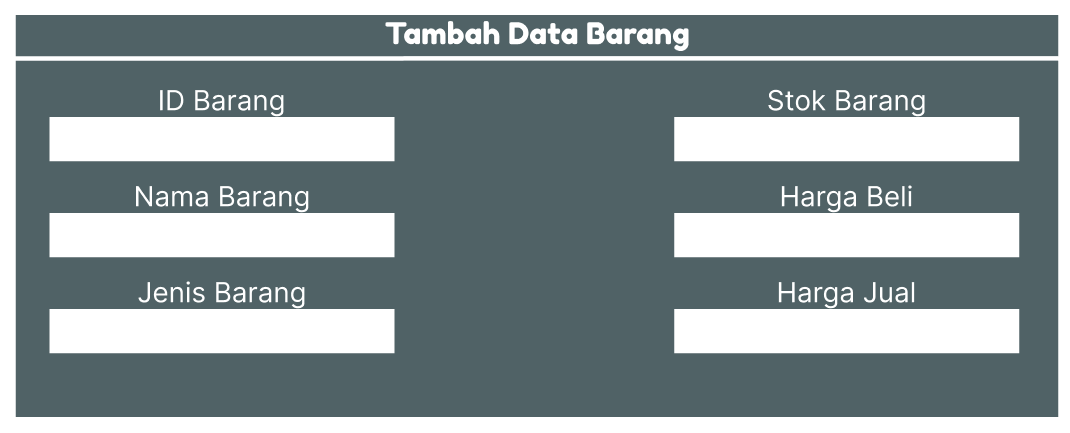 Tambah Data Barang
ID Barang
Stok Barang
Nama Barang
Harga Beli
Jenis Barang
Harga Jual